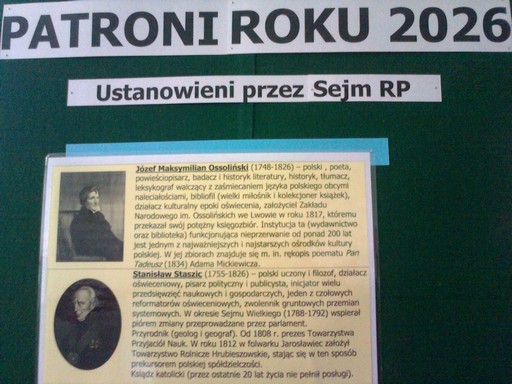 PATRONI ROKU 2026
Ustanowieni przez Sejm RP
Józef Maksymilian Ossoliński (1748-1826) – polski , poeta,
powieściopisarz, badacz i historyk literatury, historyk, tłumacz,
leksykograf walczący z zaśmiecaniem języka polskiego obcymi
naleciałościami, bibliofil (wielki miłośnik i kolekcjoner książek),
działacz kulturalny epoki oświecenia, założyciel Zakładu
Narodowego im. Ossolińskich we Lwowie w roku 1817, któremu
przekazał swój potężny księgozbiór. Instytucja ta (wydawnictwo
oraz biblioteka) funkcjonująca nieprzerwanie od ponad 200 lat
jest jednym z najważniejszych i najstarszych ośrodków kultury
polskiej. W jej zbiorach znajduje się m. in. rękopis poematu Pan
Tadeusz (1834) Adama Mickiewicza.
Stanisław Staszic (1755-1826) – polski uczony i filozof, działacz
oświeceniowy, pisarz polityczny i publicysta, inicjator wielu
przedsięwzięć naukowych i gospodarczych, jeden z czołowych
reformatorów oświeceniowych, zwolennik gruntownych przemian
systemowych. W okresie Sejmu Wielkiego (1788-1792) wspierał
piórem zmiany przeprowadzane przez parlament.
Przyrodnik (geolog i geograf). Od 1808 r. prezes Towarzystwa
Przyjaciół Nauk. W roku 1812 w folwarku Jarosławiec założył
Towarzystwo Rolnicze Hrubieszowskie, stając się w ten sposób
prekursorem polskiej spółdzielczości.
Ksiądz katolicki (przez ostatnie 20 lat życia nie pełnił posługi).